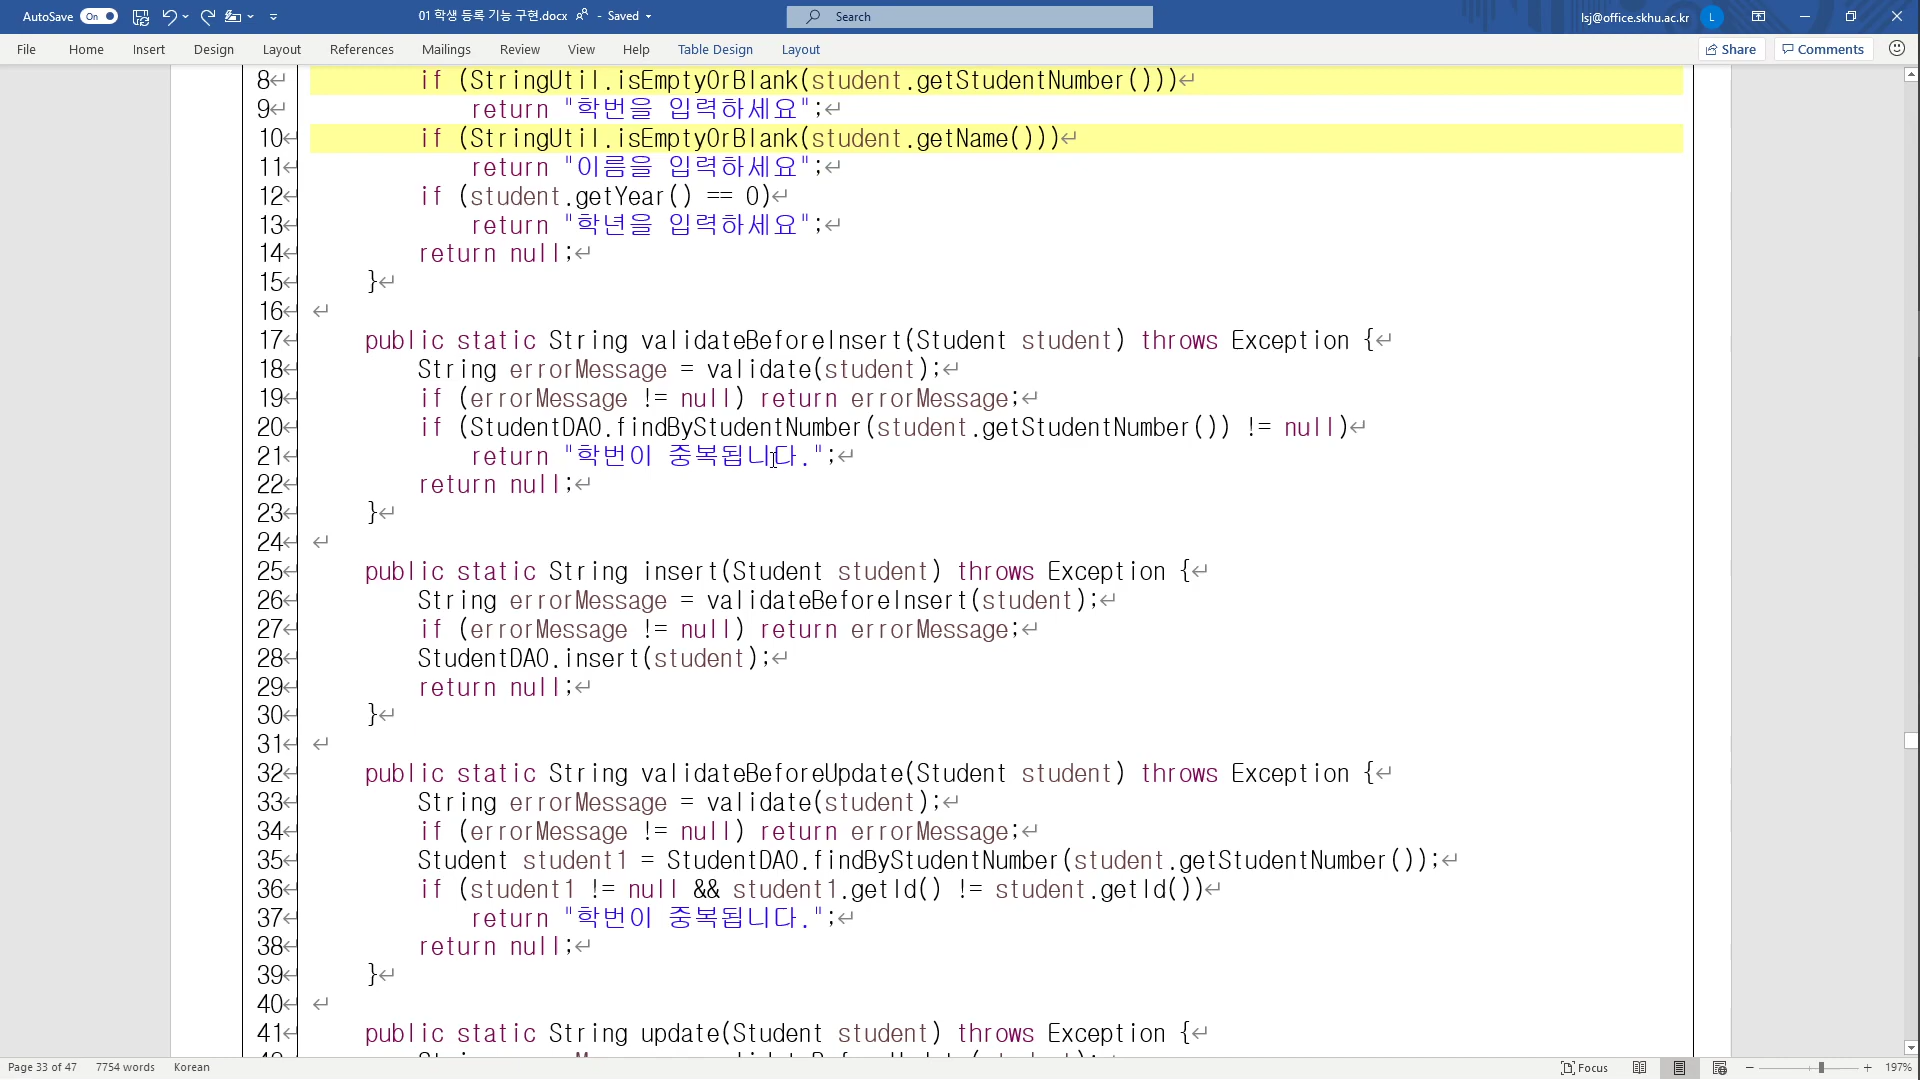 AutoSave On 01 학생 등록 기능 구현.docx - Saved Search lsj@office.skhu.ac.kr L
File Home Insert Design Layout References Mailings Review View Help Table Design Layout Share Comments
8 if (StringUtil.isEmptyOrBlank(student.getStudentNumber()))
9 return "학번을 입력하세요";
10 if (StringUtil.isEmptyOrBlank(student.getName()))
11 return "이름을 입력하세요";
12 if (student.getYear() == 0)
13 return "학년을 입력하세요";
14 return null;
15 }
16
17 public static String validateBeforeInsert(Student student) throws Exception {
18 String errorMessage = validate(student);
19 if (errorMessage != null) return errorMessage;
20 if (StudentDAO.findByStudentNumber(student.getStudentNumber()) != null)
21 return "학번이 중복됩니다.";
22 return null;
23 }
24
25 public static String insert(Student student) throws Exception {
26 String errorMessage = validateBeforeInsert(student);
27 if (errorMessage != null) return errorMessage;
28 StudentDAO.insert(student);
29 return null;
30 }
31
32 public static String validateBeforeUpdate(Student student) throws Exception {
33 String errorMessage = validate(student);
34 if (errorMessage != null) return errorMessage;
35 Student student1 = StudentDAO.findByStudentNumber(student.getStudentNumber());
36 if (student1 != null && student1.getId() != student.getId())
37 return "학번이 중복됩니다.";
38 return null;
39 }
40
41 public static String update(Student student) throws Exception {
Page 33 of 47 7754 words Korean Focus 197%